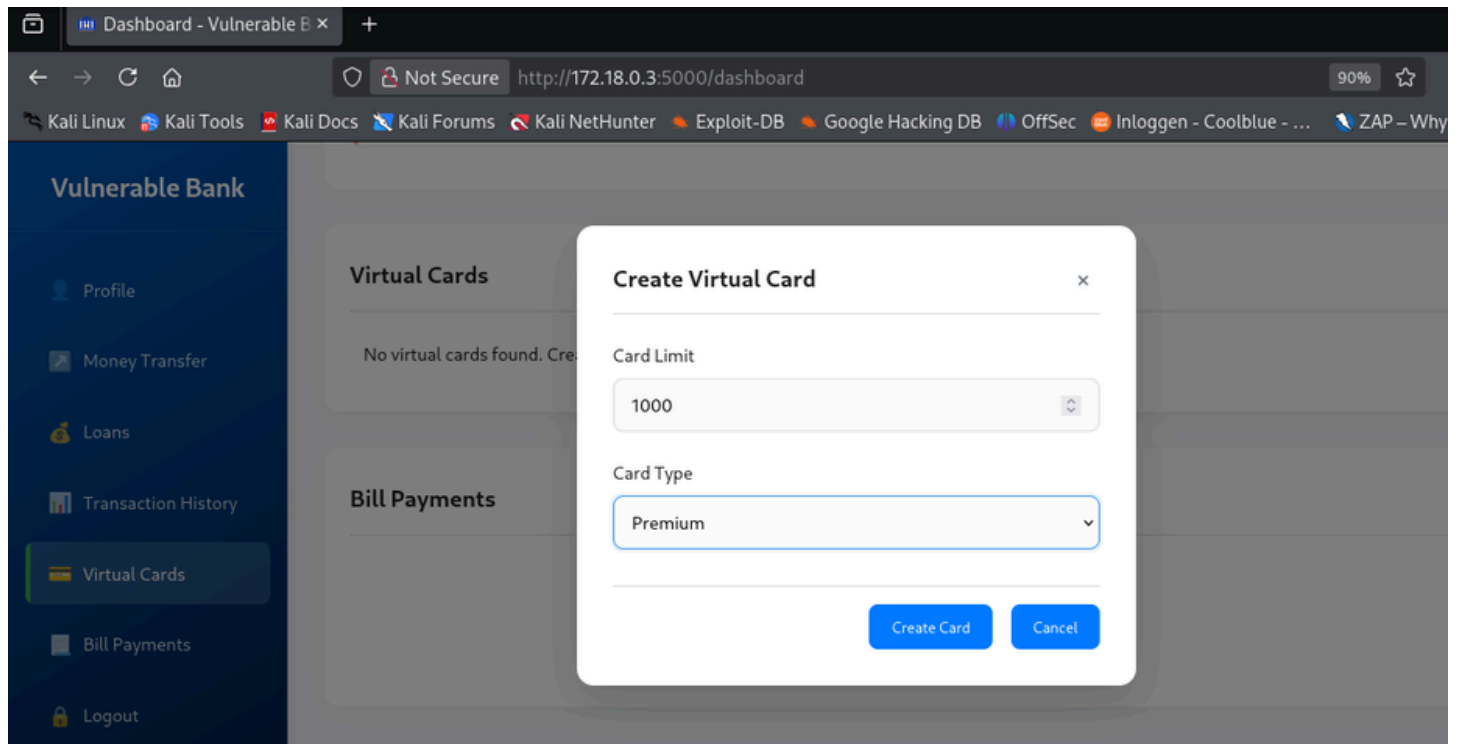 Dashboard - Vulnerable B
Not Secure http://172.18.0.3:5000/dashboard 90%
Kali Linux Kali Tools Kali Docs Kali Forums Kali NetHunter Exploit-DB Google Hacking DB OffSec Inloggen - Coolblue - ... ZAP – Why
Vulnerable Bank
Profile
Money Transfer
Loans
Transaction History
Virtual Cards
Bill Payments
Logout
Virtual Cards
No virtual cards found. Cre
Bill Payments
Create Virtual Card ×
Card Limit
1000
Card Type
Premium
Create Card Cancel